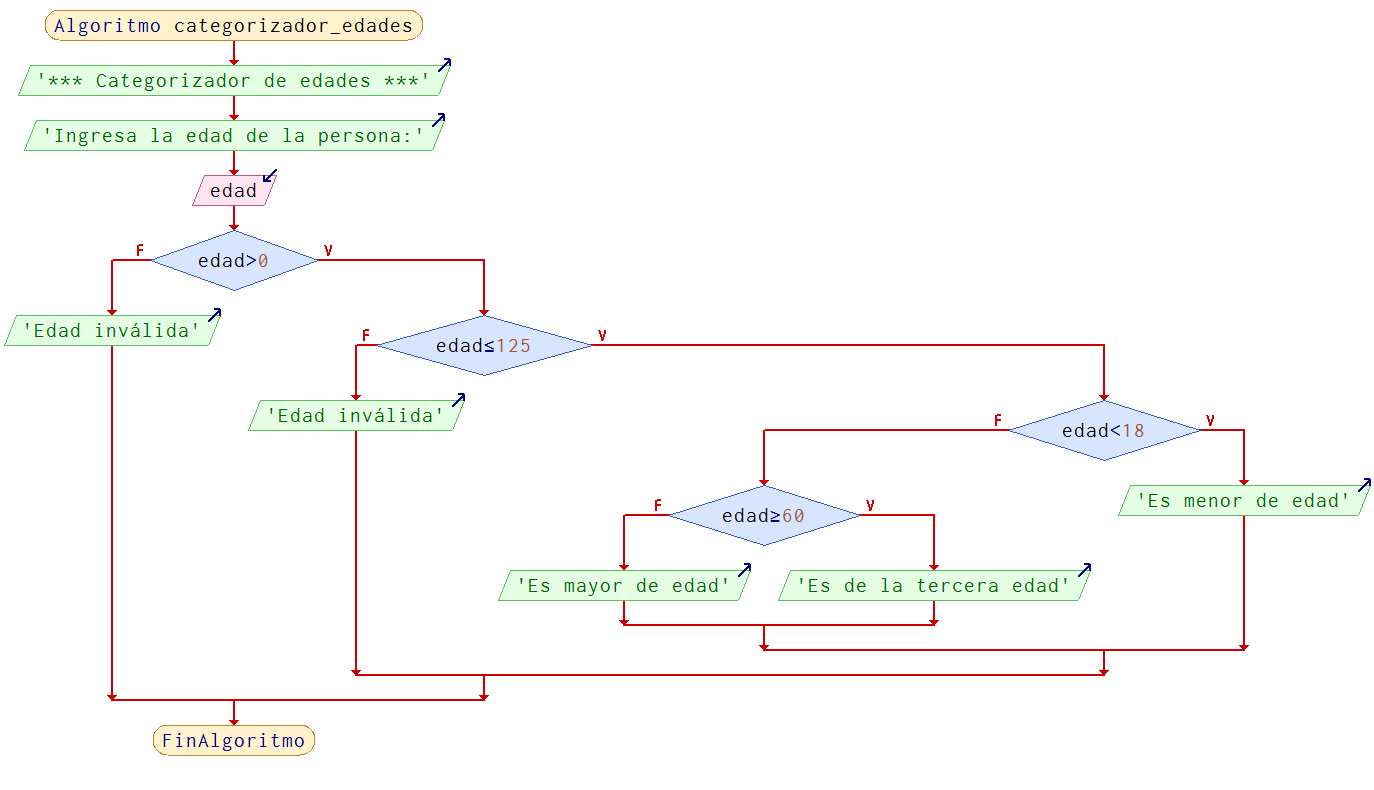 Algoritmo categorizador_edades
'*** Categorizador de edades ***'
'Ingresa la edad de la persona:'
edad
F
edad>0
V
'Edad inválida'
F
edad≤125
V
'Edad inválida'
F
edad<18
V
'Es menor de edad'
F
edad≥60
V
'Es mayor de edad'
'Es de la tercera edad'
FinAlgoritmo